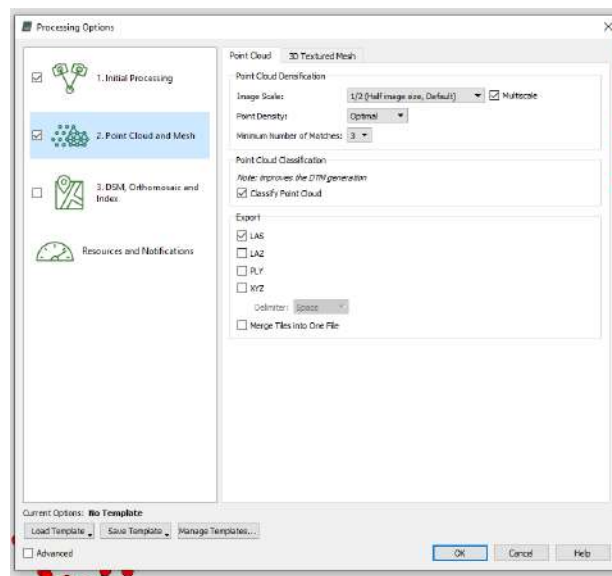 Processing Options
1. Initial Processing
2. Point Cloud and Mesh
3. DSM, Orthomosaic and
Index
Resources and Notifications
Point Cloud
3D Textured Mesh
Point Cloud Densification
Image Scale: 1/2 (Half image size, Default) Multiscale
Point Density: Optimal
Minimum Number of Matches: 3
Point Cloud Classification
Note: improves the DTM generation
Classify Point Cloud
Export
LAS
LAZ
PLY
XYZ
Delimiter: Space
Merge Tiles into One File
Current Options: No Template
Load Template Save Template Manage Templates...
Advanced
OK Cancel Help